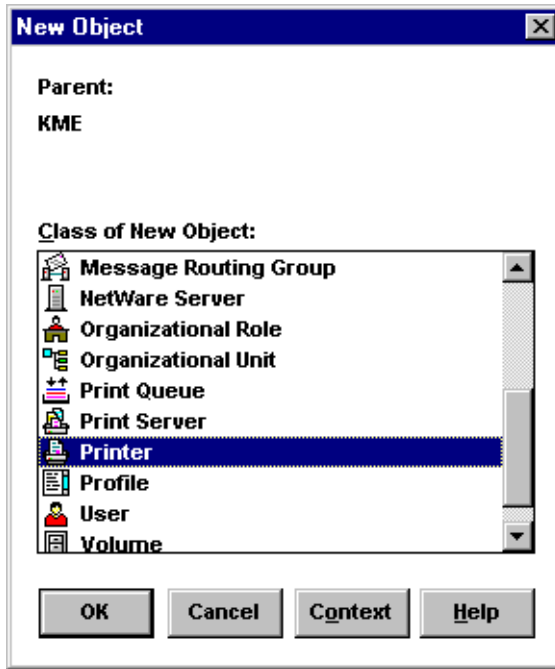 New Object
Parent:
KME
Class of New Object:
Message Routing Group
NetWare Server
Organizational Role
Organizational Unit
Print Queue
Print Server
Printer
Profile
User
Volume
OK Cancel Context Help